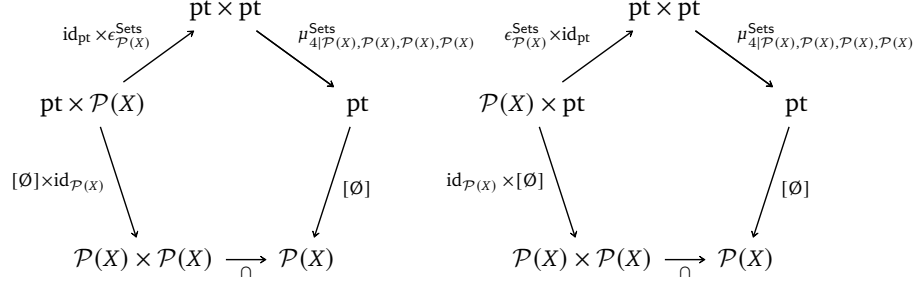 pt × pt pt × pt
id_pt × ϵ^Sets_𝒫(X) μ^Sets_4|𝒫(X),𝒫(X),𝒫(X),𝒫(X) ϵ^Sets_𝒫(X) × id_pt μ^Sets_4|𝒫(X),𝒫(X),𝒫(X),𝒫(X)
pt × 𝒫(X) pt 𝒫(X) × pt pt
[Ø]×id_𝒫(X) [Ø] id_𝒫(X) ×[Ø] [Ø]
𝒫(X) × 𝒫(X) 𝒫(X) 𝒫(X) × 𝒫(X) 𝒫(X)
∩ ∩